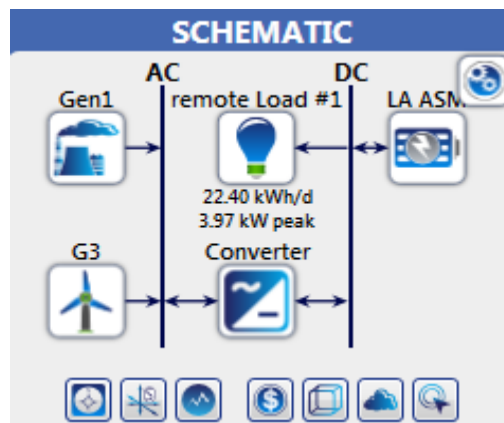 SCHEMATIC
AC DC
Gen1 remote Load #1 LA ASM
22.40 kWh/d
3.97 kW peak
G3 Converter